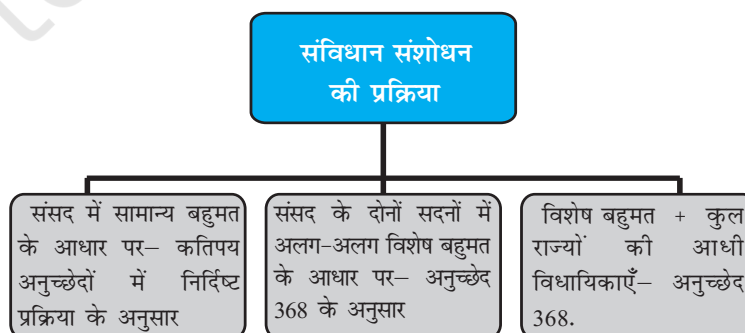 संविधान संशोधन
की प्रक्रिया
संसद में सामान्य बहुमत
के आधार पर– कतिपय
अनुच्छेदों में निर्दिष्ट
प्रक्रिया के अनुसार
संसद के दोनों सदनों में
अलग-अलग विशेष बहुमत
के आधार पर– अनुच्छेद
368 के अनुसार
विशेष बहुमत + कुल
राज्यों की आधी
विधायिकाएँ– अनुच्छेद
368.